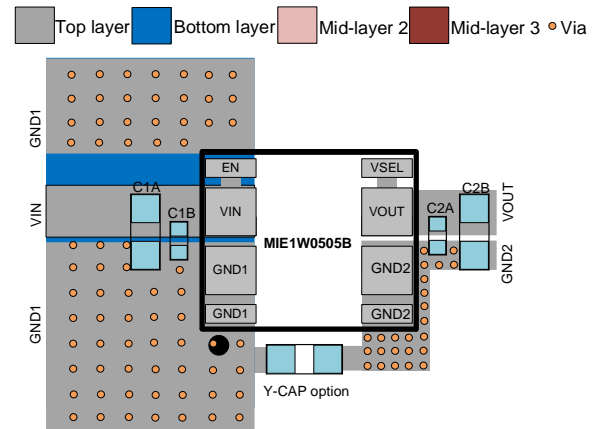 Top layer Bottom layer Mid-layer 2 Mid-layer 3 Via
GND1
EN VSEL
C1A C2B
VIN C1B VIN VOUT C2A VOUT
MIE1W0505B
GND1 GND2 GND2
GND1 GND1 GND2
Y-CAP option